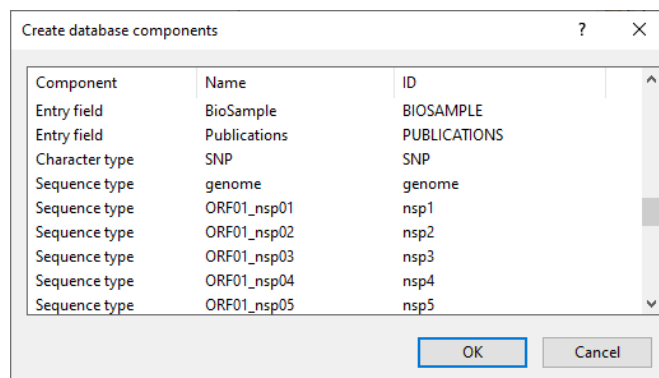 Create database components ? ×
Component Name ID
Entry field BioSample BIOSAMPLE
Entry field Publications PUBLICATIONS
Character type SNP SNP
Sequence type genome genome
Sequence type ORF01_nsp01 nsp1
Sequence type ORF01_nsp02 nsp2
Sequence type ORF01_nsp03 nsp3
Sequence type ORF01_nsp04 nsp4
Sequence type ORF01_nsp05 nsp5
OK Cancel